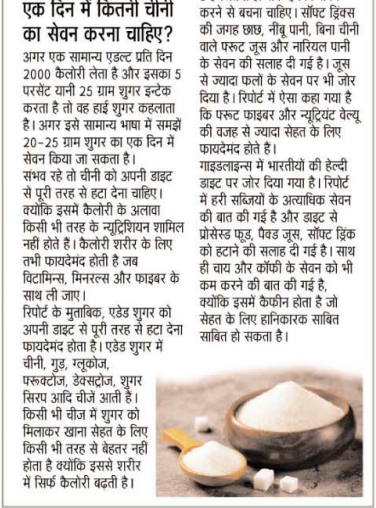 एक दिन में कितनी चीनी
का सेवन करना चाहिए?
अगर एक सामान्य एडल्ट प्रति दिन
2000 कैलोरी लेता है और इसका 5
परसेंट यानी 25 ग्राम शुगर इन्टेक
करता है तो वह हाई शुगर कहलाता
है। अगर इसे सामान्य भाषा में समझें
20-25 ग्राम शुगर का एक दिन में
सेवन किया जा सकता है।
संभव रहे तो चीनी को अपनी डाइट
से पूरी तरह से हटा देना चाहिए।
क्योंकि इसमें कैलोरी के अलावा
किसी भी तरह के न्यूट्रिशियन शामिल
नहीं होते हैं। कैलोरी शरीर के लिए
तभी फायदेमंद होती है जब
विटामिन्स, मिनरल्स और फाइबर के
साथ ली जाए।
रिपोर्ट के मुताबिक, एडेड शुगर को
अपनी डाइट से पूरी तरह से हटा देना
फायदेमंद होता है। एडेड शुगर में
चीनी, गुड़, ग्लूकोज,
फ्रूक्टोज, डेक्सट्रोज, शुगर
सिरप आदि चीजें आती हैं।
किसी भी चीज में शुगर को
मिलाकर खाना सेहत के लिए
किसी भी तरह से बेहतर नहीं
होता है क्योंकि इससे शरीर
में सिर्फ कैलोरी बढ़ती है।
करने से बचना चाहिए। सॉफ्ट ड्रिंक्स
की जगह छाछ, नींबू पानी, बिना चीनी
वाले फ्रूट जूस और नारियल पानी
के सेवन की सलाह दी गई है। जूस
से ज्यादा फलों के सेवन पर भी जोर
दिया है। रिपोर्ट में ऐसा कहा गया है
कि फ्रूट फाइबर और न्यूट्रियंट वेल्यू
की वजह से ज्यादा सेहत के लिए
फायदेमंद होते है।
गाइडलाइन्स में भारतीयों की हेल्दी
डाइट पर जोर दिया गया है। रिपोर्ट
में हरी सब्जियों के अत्याधिक सेवन
की बात की गई है और डाइट से
प्रोसेस्ड फूड, पैक्ड जूस, सॉफ्ट ड्रिंक
को हटाने की सलाह दी गई है। साथ
ही चाय और कॉफी के सेवन को भी
कम करने की बात की गई है,
क्योंकि इसमें कैफीन होता है जो
सेहत के लिए हानिकारक साबित
साबित हो सकता है।